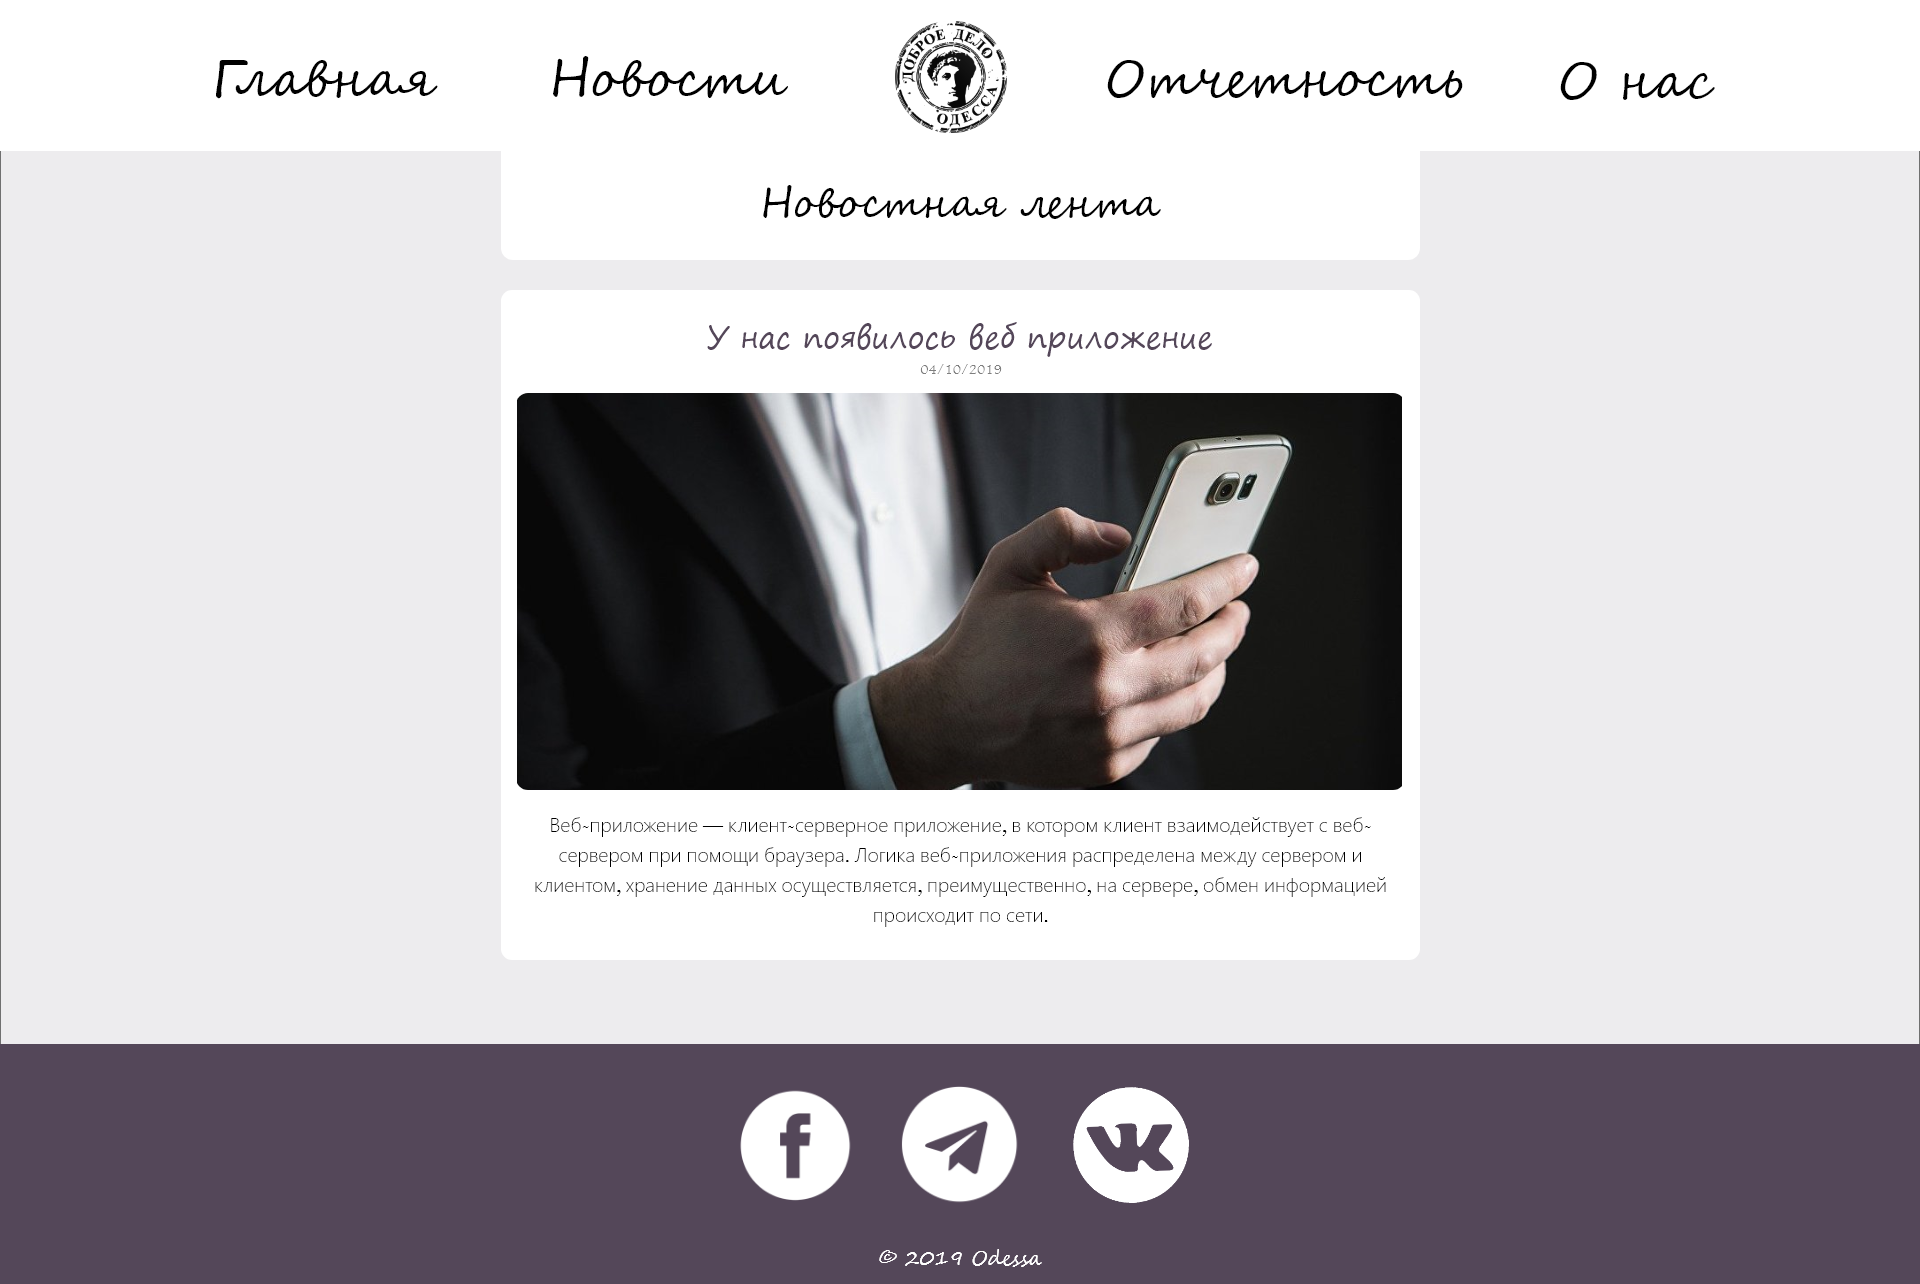 Главная
Новости
ДОБРОЕ ДЕЛО
ОДЕССА
Отчетность
О нас
Новостная лента
У нас появилось веб приложение
04/10/2019
Веб-приложение — клиент-серверное приложение, в котором клиент взаимодействует с веб-
сервером при помощи браузера. Логика веб-приложения распределена между сервером и
клиентом, хранение данных осуществляется, преимущественно, на сервере, обмен информацией
происходит по сети.
© 2019 Odessa